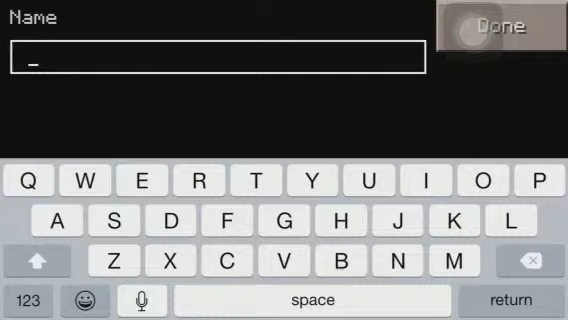 Name
Done
_
Q W E R T Y U I O P
A S D F G H J K L
Z X C V B N M
123 space return